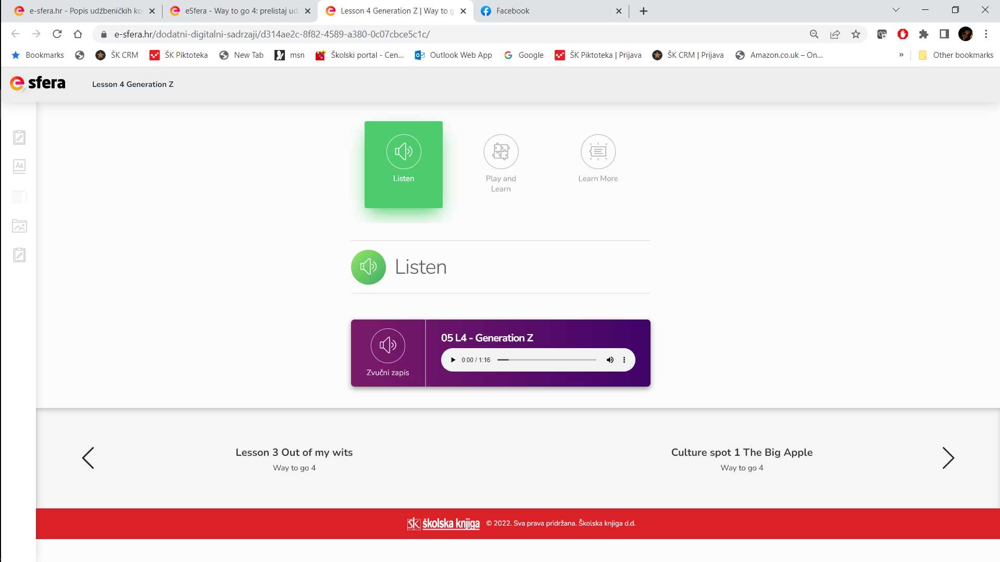 e-sfera.hr - Popis udžbeničkih ko
eSfera - Way to go 4: prelistaj ud
Lesson 4 Generation Z | Way to g
Facebook
e-sfera.hr/dodatni-digitalni-sadrzaji/d314ae2c-8f82-4589-a380-0c07cbce5c1c/
Bookmarks
ŠK CRM
ŠK Piktoteka
New Tab
msn
Školski portal - Cen...
Outlook Web App
Google
ŠK Piktoteka | Prijava
ŠK CRM | Prijava
Amazon.co.uk – On...
»
Other bookmarks
e sfera
Lesson 4 Generation Z
Aa
Listen
Play and
Learn
Learn More
Listen
Zvučni zapis
05 L4 - Generation Z
0:00 / 1:16
Lesson 3 Out of my wits
Way to go 4
Culture spot 1 The Big Apple
Way to go 4
ŠK školska knjiga
© 2022. Sva prava pridržana. Školska knjiga d.d.